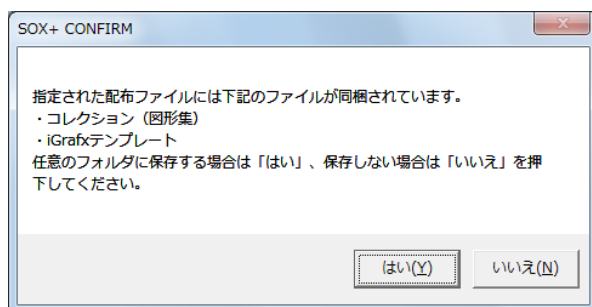 SOX+ CONFIRM
指定された配布ファイルには下記のファイルが同梱されています。
・コレクション（図形集）
・iGrafxテンプレート
任意のフォルダに保存する場合は「はい」、保存しない場合は「いいえ」を押
下してください。
はい(Y) いいえ(N)